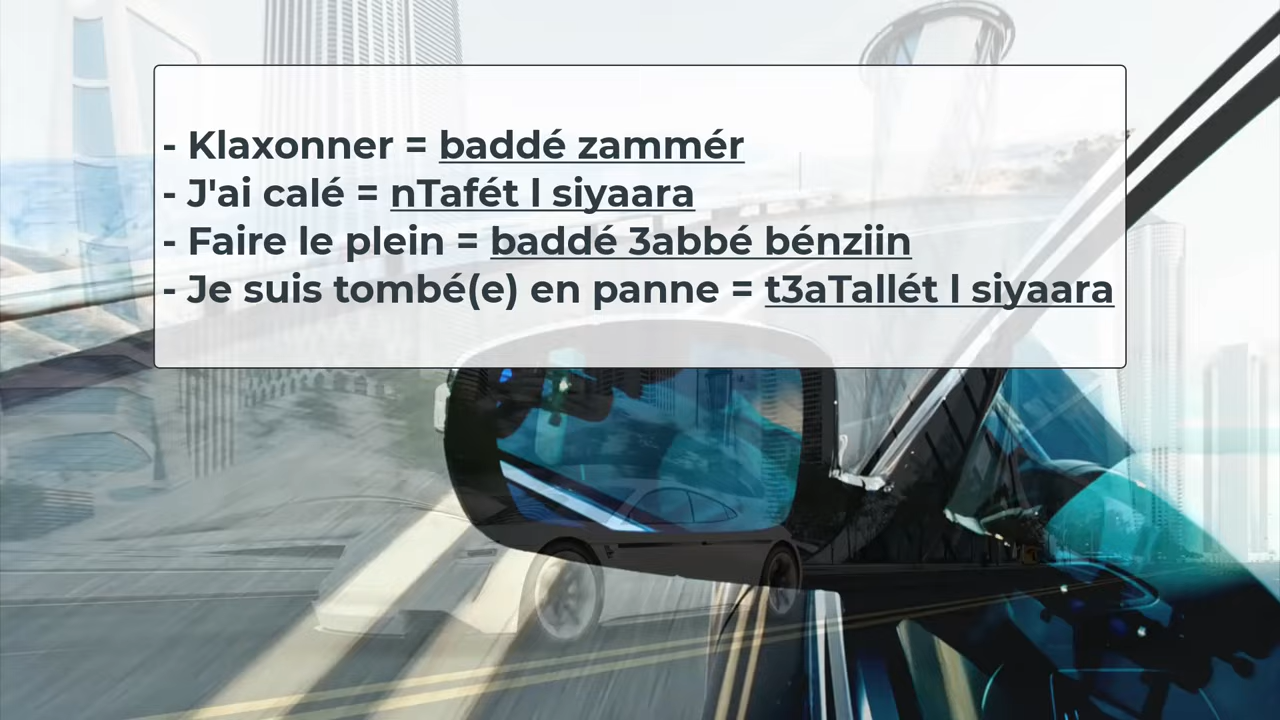 - Klaxonner = baddé zammér
- J'ai calé = nTafét l siyaara
- Faire le plein = baddé 3abbé bénziin
- Je suis tombé(e) en panne = t3aTallét l siyaara